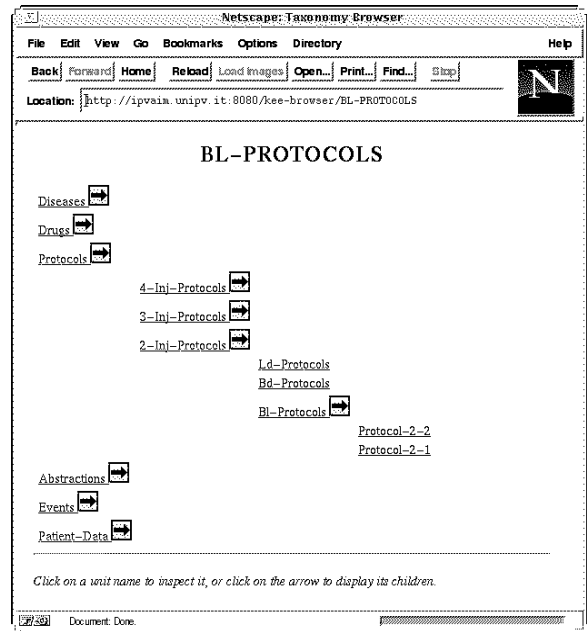 Netscape: Taxonomy Browser
File Edit View Go Bookmarks Options Directory Help
Back Forward Home Reload Load Images Open... Print... Find... Stop
N
Location: http://ipvaim.unipv.it:8080/kee-browser/BL-PROTOCOLS
BL-PROTOCOLS
Diseases
Drugs
Protocols
4-Inj-Protocols
3-Inj-Protocols
2-Inj-Protocols
Ld-Protocols
Bd-Protocols
Bl-Protocols
Protocol-2-2
Protocol-2-1
Abstractions
Events
Patient-Data
Click on a unit name to inspect it, or click on the arrow to display its children.
Document: Done.